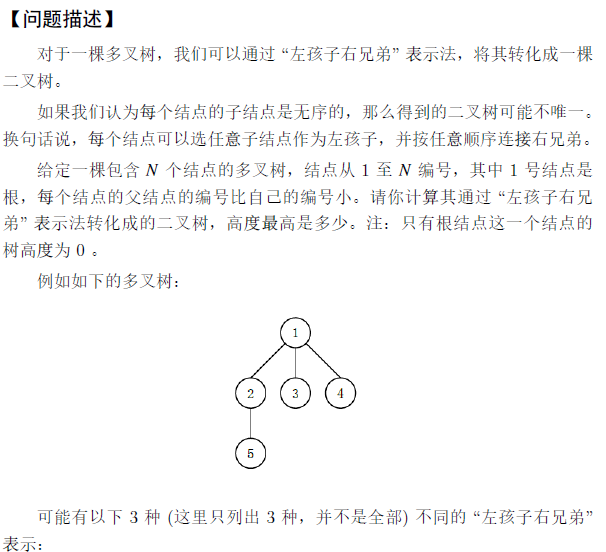 【问题描述】
对于一棵多叉树，我们可以通过 “左孩子右兄弟” 表示法，将其转化成一棵
二叉树。
如果我们认为每个结点的子结点是无序的，那么得到的二叉树可能不唯一。
换句话说，每个结点可以选任意子结点作为左孩子，并按任意顺序连接右兄弟。
给定一棵包含 N 个结点的多叉树，结点从 1 至 N 编号，其中 1 号结点是
根，每个结点的父结点的编号比自己的编号小。请你计算其通过 “左孩子右兄
弟” 表示法转化成的二叉树，高度最高是多少。注：只有根结点这一个结点的
树高度为 0 。
例如如下的多叉树：
1
2 3 4
5
可能有以下 3 种 (这里只列出 3 种，并不是全部) 不同的 “左孩子右兄弟”
表示：